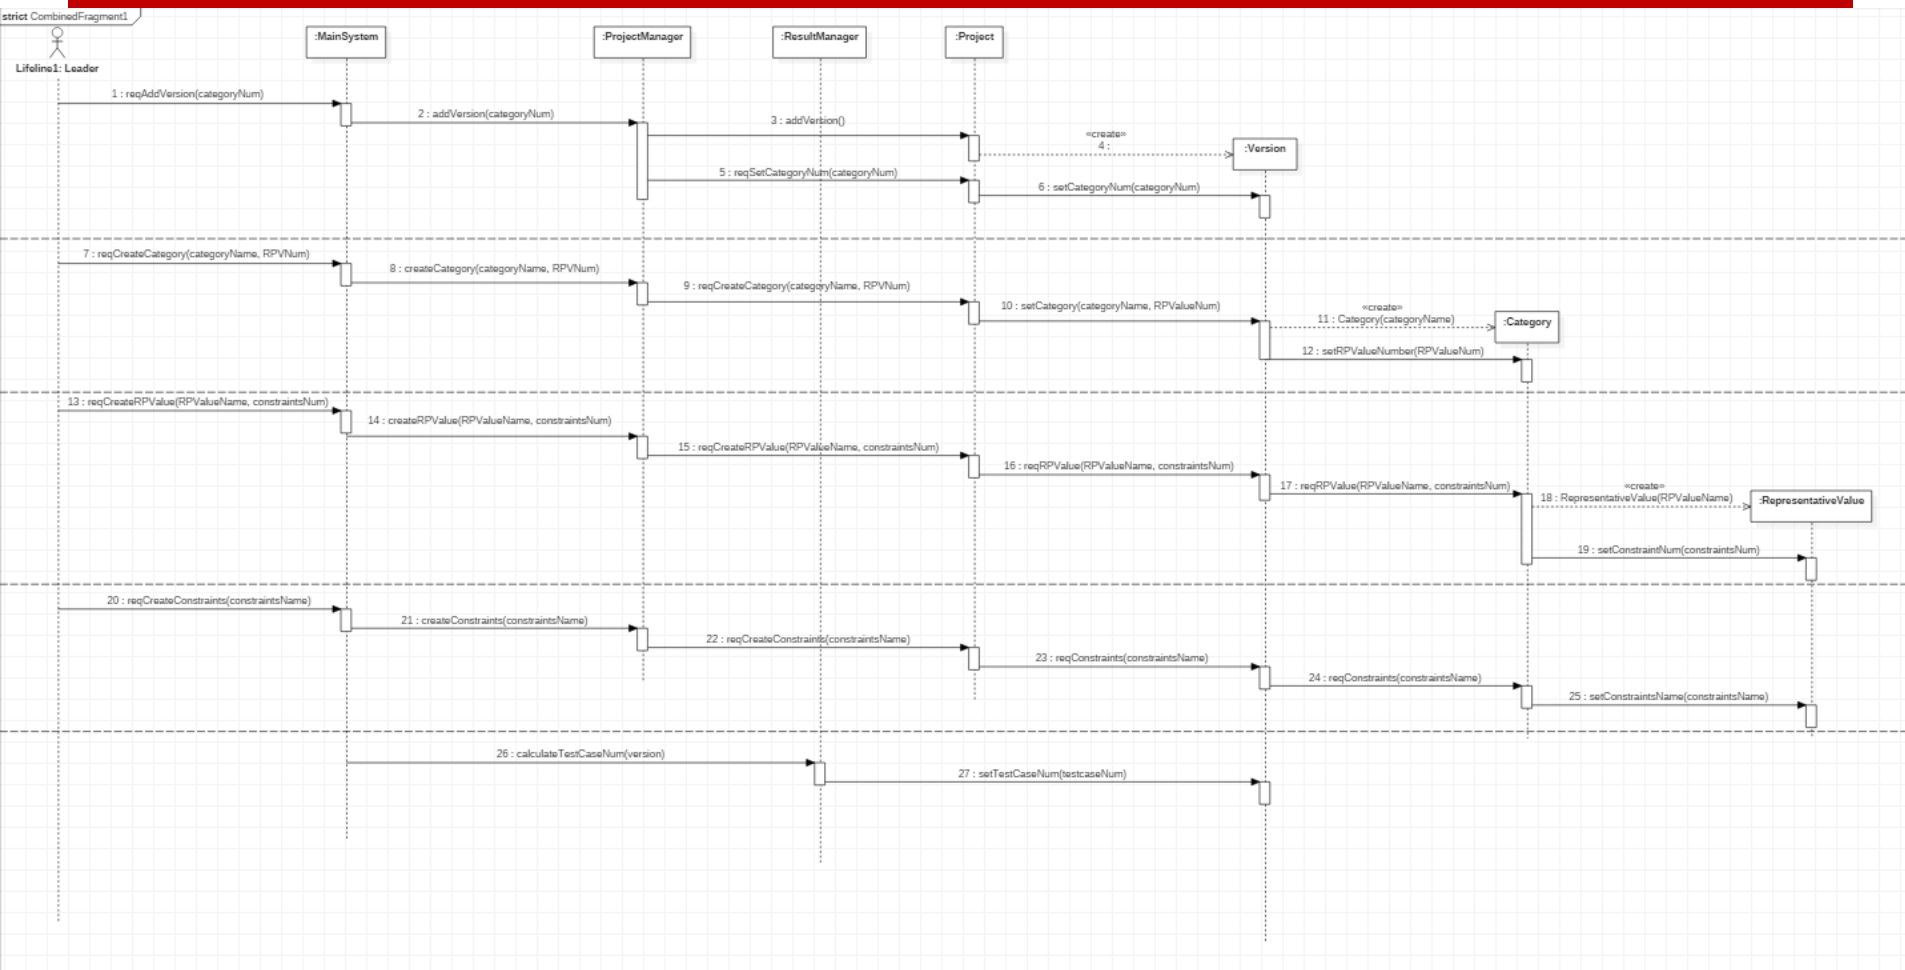 strict CombinedFragment1
Lifeline1: Leader
:MainSystem
:ProjectManager
:ResultManager
:Project
1 : reqAddVersion(categoryNum)
2 : addVersion(categoryNum)
3 : addVersion()
«create»
4 :
:Version
5 : reqSetCategoryNum(categoryNum)
6 : setCategoryNum(categoryNum)
7 : reqCreateCategory(categoryName, RPVNum)
8 : createCategory(categoryName, RPVNum)
9 : reqCreateCategory(categoryName, RPVNum)
10 : setCategory(categoryName, RPValueNum)
«create»
11 : Category(categoryName)
:Category
12 : setRPValueNumber(RPValueNum)
13 : reqCreateRPValue(RPValueName, constraintsNum)
14 : createRPValue(RPValueName, constraintsNum)
15 : reqCreateRPValue(RPValueName, constraintsNum)
16 : reqRPValue(RPValueName, constraintsNum)
17 : reqRPValue(RPValueName, constraintsNum)
«create»
18 : RepresentativeValue(RPValueName)
:RepresentativeValue
19 : setConstraintNum(constraintsNum)
20 : reqCreateConstraints(constraintsName)
21 : createConstraints(constraintsName)
22 : reqCreateConstraints(constraintsName)
23 : reqConstraints(constraintsName)
24 : reqConstraints(constraintsName)
25 : setConstraintsName(constraintsName)
26 : calculateTestCaseNum(version)
27 : setTestCaseNum(testcaseNum)